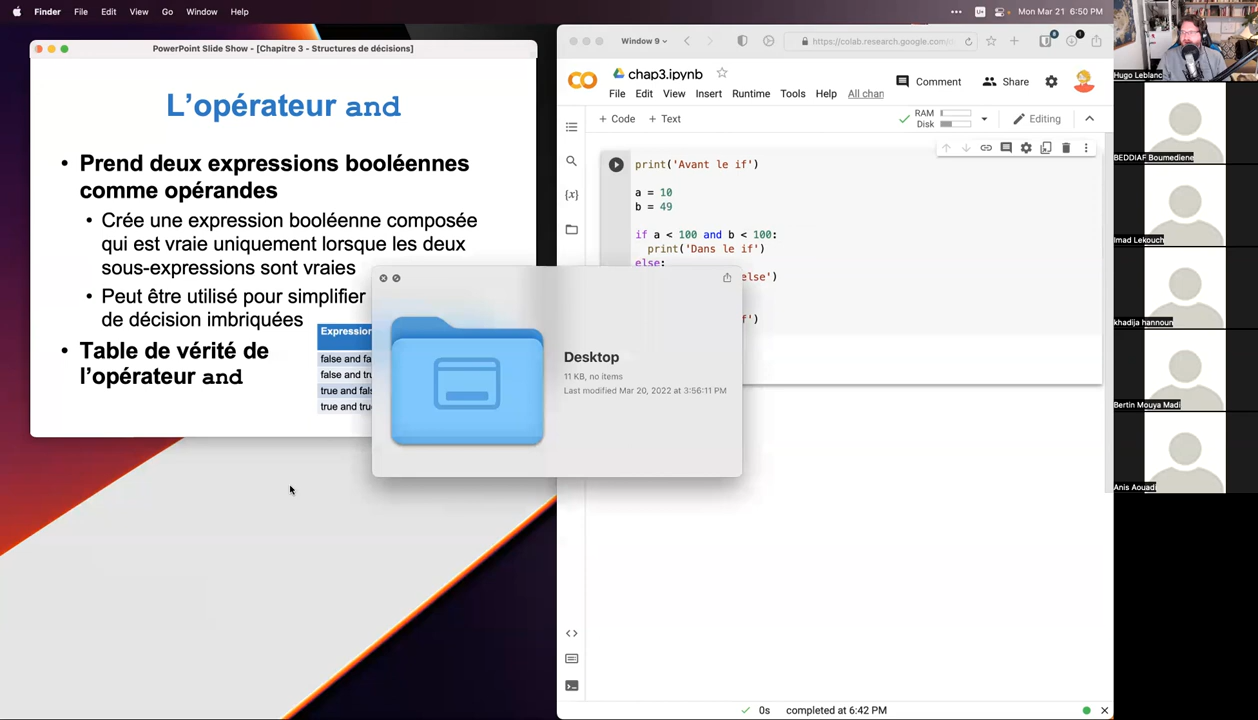 Finder File Edit View Go Window Help
Mon Mar 21 6:50 PM
PowerPoint Slide Show - [Chapitre 3 - Structures de décisions]
L'opérateur and
• Prend deux expressions booléennes
comme opérandes
• Crée une expression booléenne composée
qui est vraie uniquement lorsque les deux
sous-expressions sont vraies
• Peut être utilisé pour simplifier
de décision imbriquées
• Table de vérité de
l'opérateur and
Expression
false and fa
false and tru
true and fals
true and true
Desktop
11 KB, no items
Last modified Mar 20, 2022 at 3:56:11 PM
Window 9
https://colab.research.google.com/
chap3.ipynb
Comment
Share
File Edit View Insert Runtime Tools Help All chan
+ Code + Text
RAM
Disk
Editing
print('Avant le if')
a = 10
b = 49
if a < 100 and b < 100:
print('Dans le if')
else:
else')
f')
0s completed at 6:42 PM
Hugo Leblanc
BEDDIAF Boumediene
Imad Lekouch
khadija hannoun
Bertin Mouya Madi
Anis Aouadi